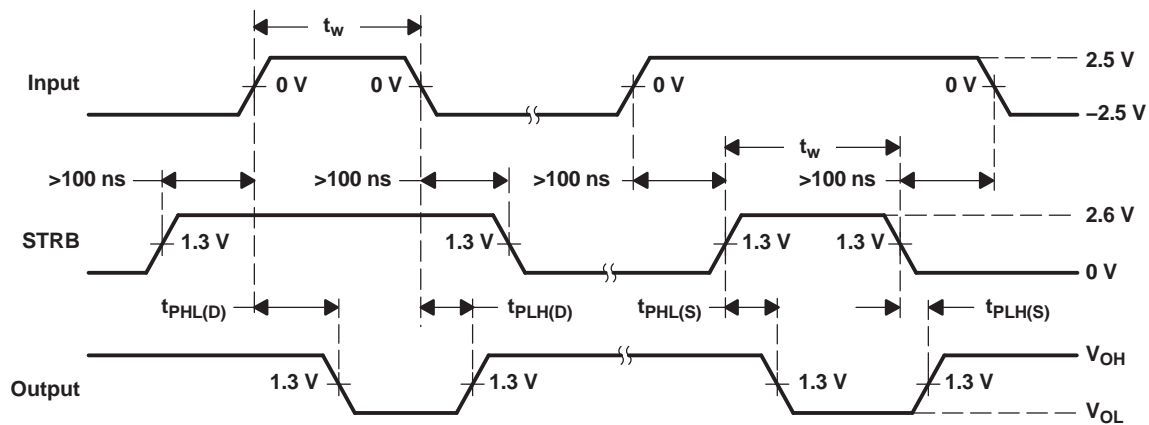 tw
2.5 V
Input
0 V
0 V
0 V
0 V
–2.5 V
tw
>100 ns
>100 ns
>100 ns
>100 ns
2.6 V
STRB
1.3 V
1.3 V
1.3 V
1.3 V
0 V
tPHL(D)
tPLH(D)
tPHL(S)
tPLH(S)
VOH
Output
1.3 V
1.3 V
1.3 V
1.3 V
VOL